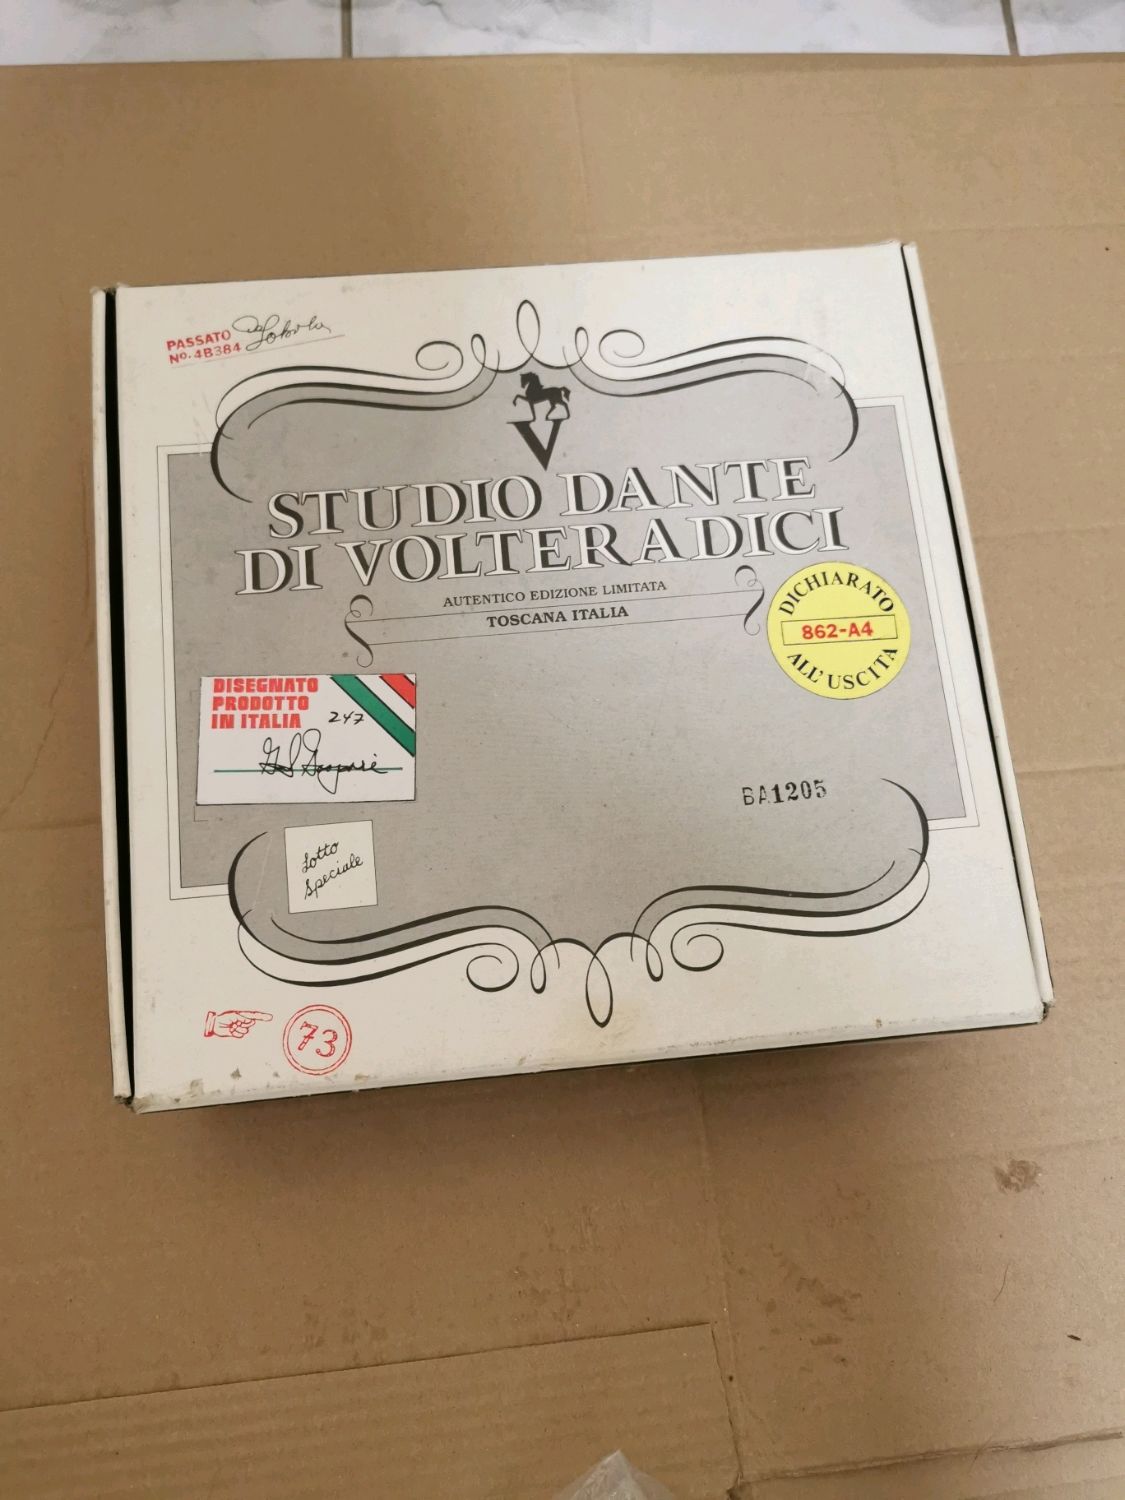 PASSATO
No. 4B384
V
STUDIO DANTE
DI VOLTERADICI
AUTENTICO EDIZIONE LIMITATA
TOSCANA ITALIA
DICHIARATO
862-A4
ALL' USCITA
DISEGNATO
PRODOTTO
IN ITALIA
247
BA1205
Lotto
Speciale
73